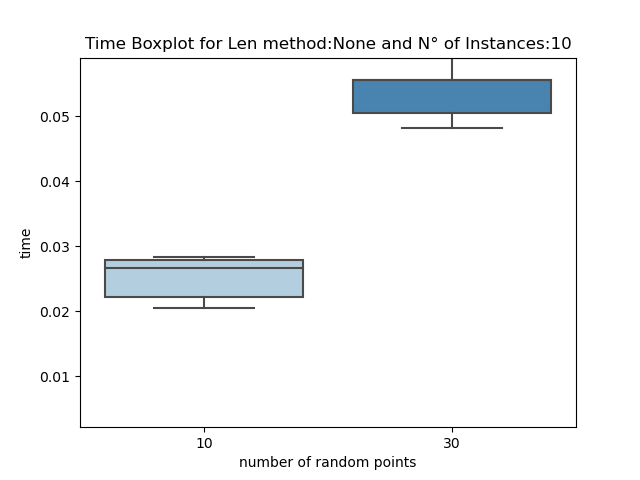 Time Boxplot for Len method:None and N° of Instances:10
0.05
0.04
0.03
0.02
0.01
time
10
30
number of random points